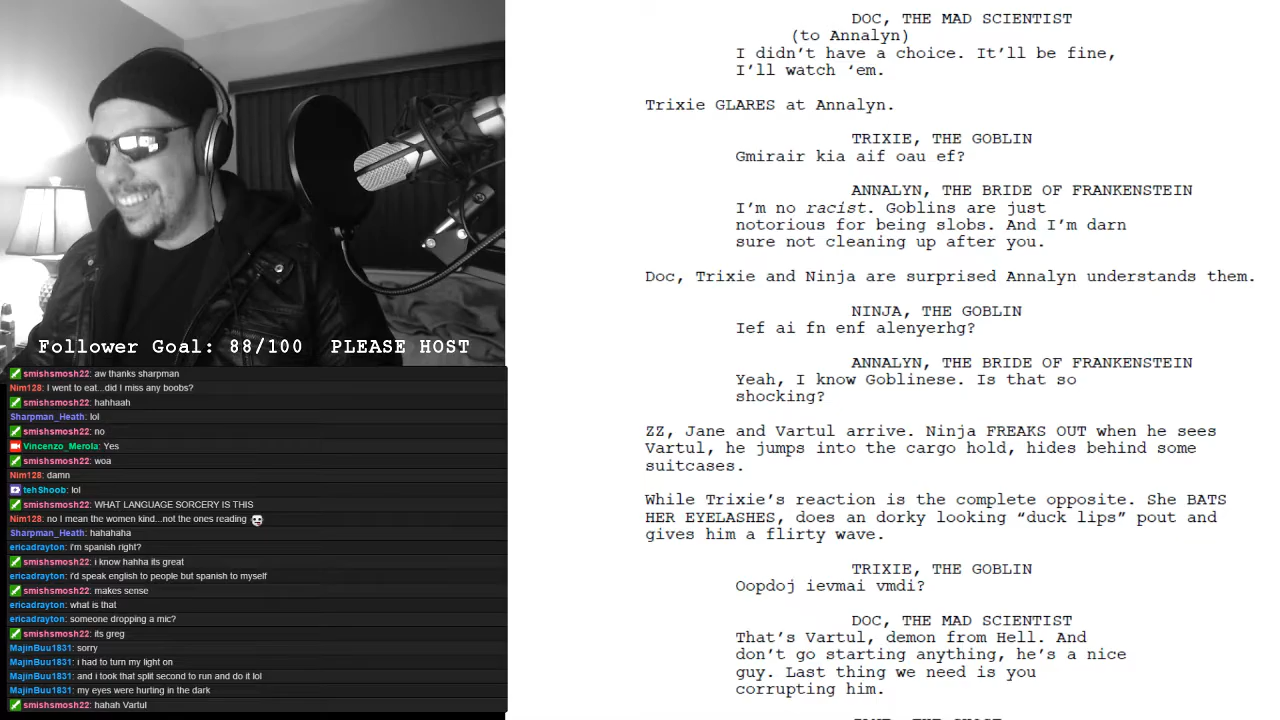 Follower Goal: 88/100 PLEASE HOST
smishsmosh22: aw thanks sharpman
Nim128: I went to eat...did I miss any boobs?
smishsmosh22: hahhaah
Sharpman_Heath: lol
smishsmosh22: no
Vincenzo_Merola: Yes
smishsmosh22: woa
Nim128: damn
tehShoob: lol
smishsmosh22: WHAT LANGUAGE SORCERY IS THIS
Nim128: no I mean the women kind...not the ones reading
Sharpman_Heath: hahahaha
ericadrayton: i'm spanish right?
smishsmosh22: i know hahha its great
ericadrayton: i'd speak english to people but spanish to myself
smishsmosh22: makes sense
ericadrayton: what is that
ericadrayton: someone dropping a mic?
smishsmosh22: its greg
MajinBuu1831: sorry
MajinBuu1831: i had to turn my light on
MajinBuu1831: and i took that split second to run and do it lol
MajinBuu1831: my eyes were hurting in the dark
smishsmosh22: hahah Vartul
DOC, THE MAD SCIENTIST
(to Annalyn)
I didn't have a choice. It'll be fine,
I'll watch ‘em.
Trixie GLARES at Annalyn.
TRIXIE, THE GOBLIN
Gmirair kia aif oau ef?
ANNALYN, THE BRIDE OF FRANKENSTEIN
I'm no racist. Goblins are just
notorious for being slobs. And I'm darn
sure not cleaning up after you.
Doc, Trixie and Ninja are surprised Annalyn understands them.
NINJA, THE GOBLIN
Ief ai fn enf alenyerhg?
ANNALYN, THE BRIDE OF FRANKENSTEIN
Yeah, I know Goblinese. Is that so
shocking?
ZZ, Jane and Vartul arrive. Ninja FREAKS OUT when he sees
Vartul, he jumps into the cargo hold, hides behind some
suitcases.
While Trixie's reaction is the complete opposite. She BATS
HER EYELASHES, does an dorky looking “duck lips” pout and
gives him a flirty wave.
TRIXIE, THE GOBLIN
Oopdoj ievmai vmdi?
DOC, THE MAD SCIENTIST
That's Vartul, demon from Hell. And
don't go starting anything, he's a nice
guy. Last thing we need is you
corrupting him.